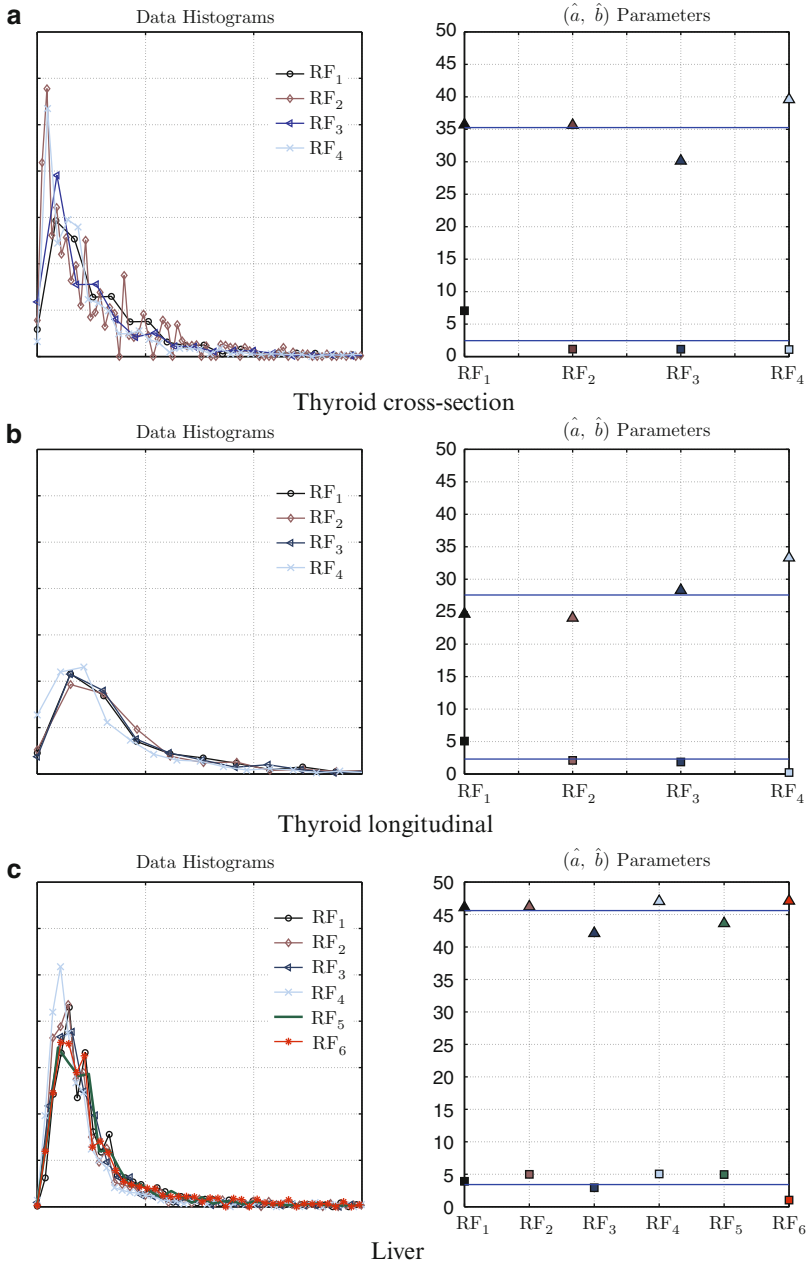 a
Data Histograms
RF₁
RF₂
RF₃
RF₄
(â, b̂) Parameters
50
45
40
35
30
25
20
15
10
5
0
RF₁ RF₂ RF₃ RF₄
Thyroid cross-section
b
Data Histograms
RF₁
RF₂
RF₃
RF₄
(â, b̂) Parameters
50
45
40
35
30
25
20
15
10
5
0
RF₁ RF₂ RF₃ RF₄
Thyroid longitudinal
c
Data Histograms
RF₁
RF₂
RF₃
RF₄
RF₅
RF₆
(â, b̂) Parameters
50
45
40
35
30
25
20
15
10
5
0
RF₁ RF₂ RF₃ RF₄ RF₅ RF₆
Liver